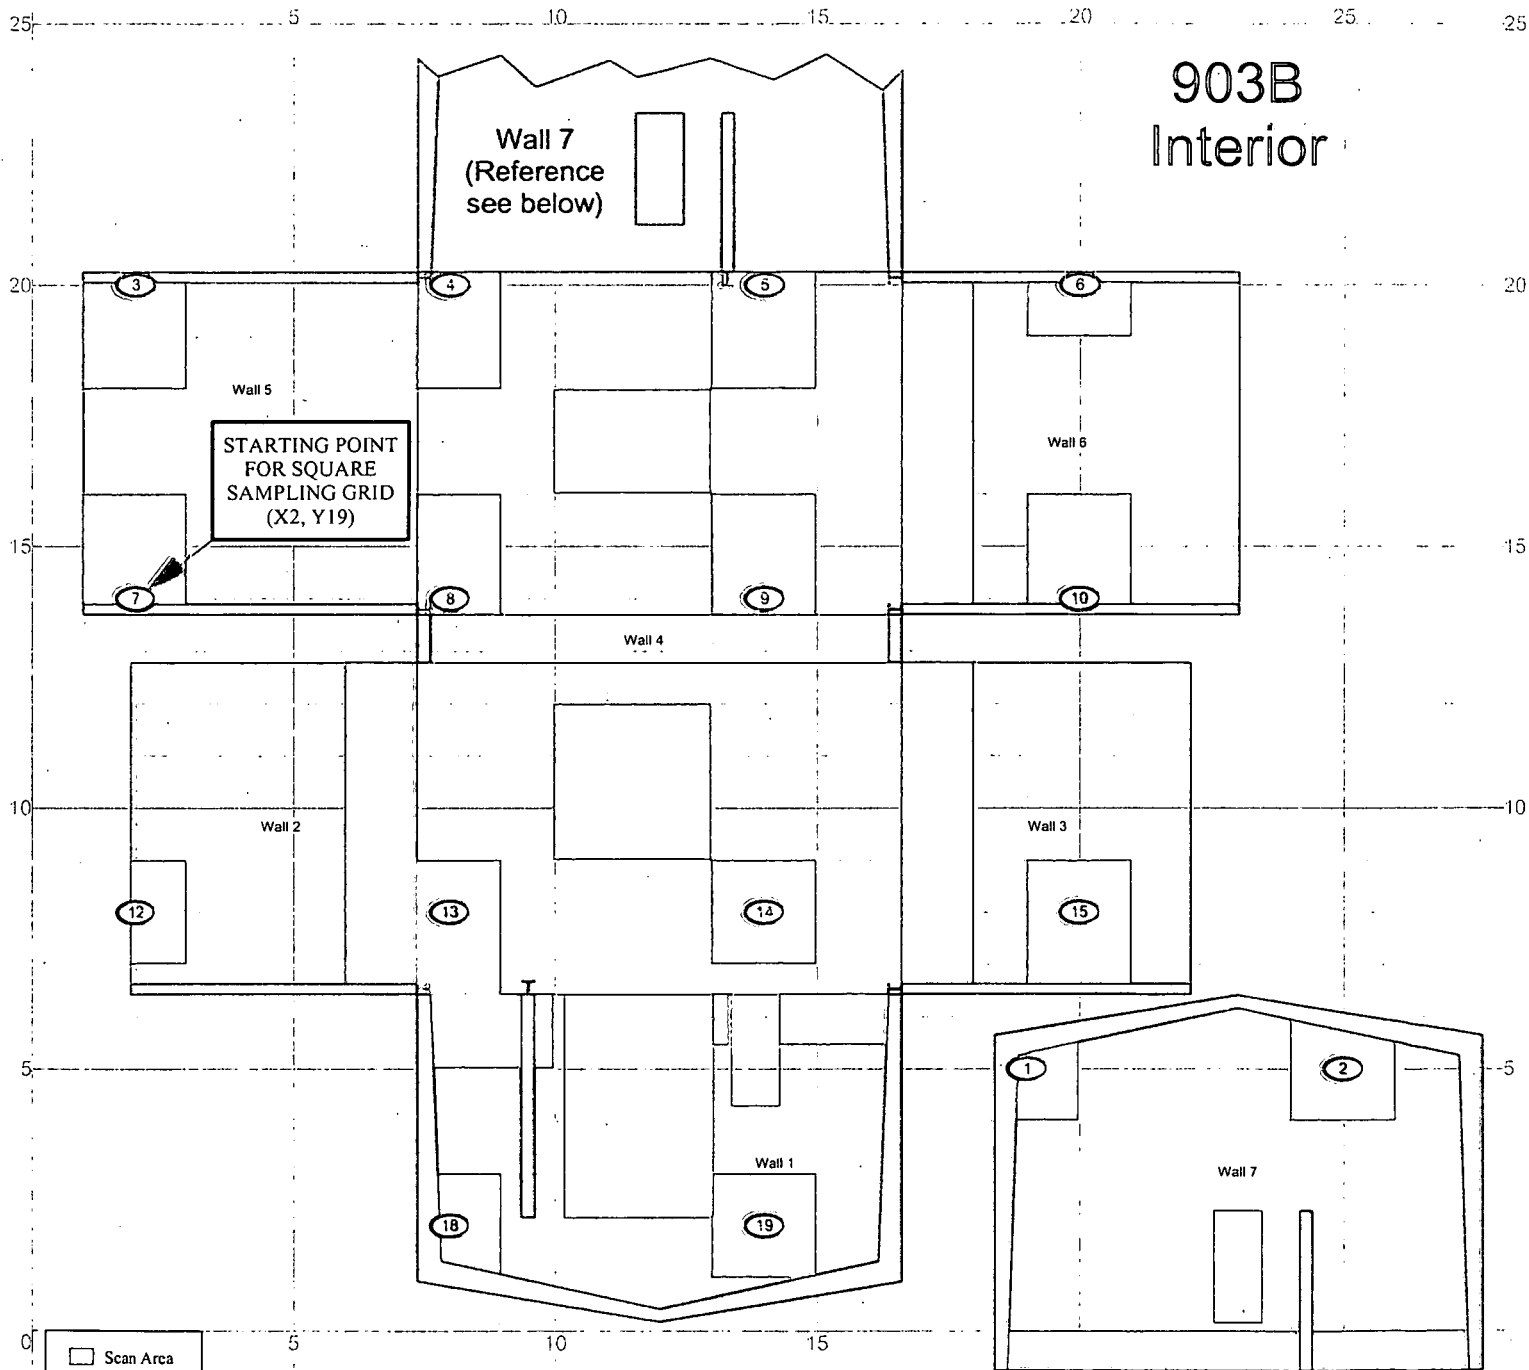 5 10 15 20 25
25 25
903B
Interior
Wall 7
(Reference
see below)
20 3 4 5 6 20
Wall 5
STARTING POINT
FOR SQUARE
SAMPLING GRID
(X2, Y19)
Wall 6
15 15
7 8 9 10
Wall 4
10 10
Wall 2
Wall 3
12 13 14 15
T
5 1 2 5
Wall 1
Wall 7
18 19
0 5 10 15
Scan Area